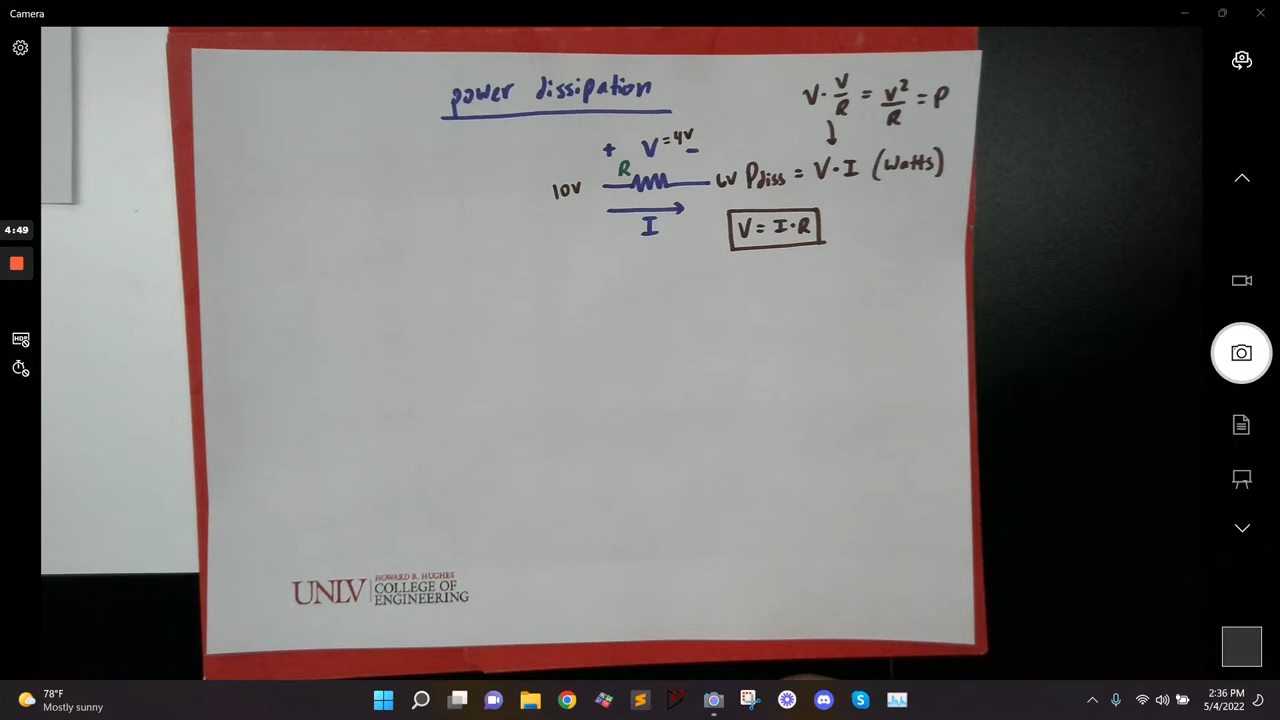 Camera
4:49
power dissipation
V · V/R = V²/R = P
+ V = 4V −
R
10V
6V Pdiss = V · I (Watts)
I
V = I · R
UNLV
HOWARD R. HUGHES
COLLEGE OF
ENGINEERING
78°F
Mostly sunny
2:36 PM
5/4/2022